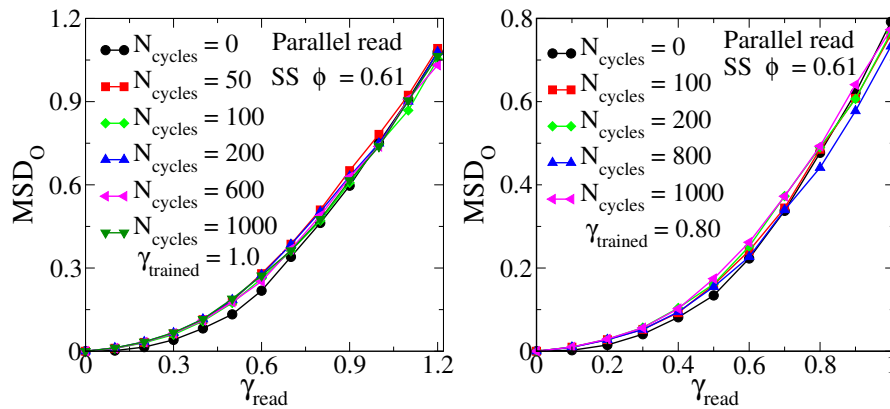 MSD_O
1.2
0.9
0.6
0.3
0
N_cycles = 0
N_cycles = 50
N_cycles = 100
N_cycles = 200
N_cycles = 600
N_cycles = 1000
γ_trained = 1.0
Parallel read
SS ϕ = 0.61
0 0.3 0.6 0.9 1.2
γ_read
MSD_O
0.8
0.6
0.4
0.2
0
N_cycles = 0
N_cycles = 100
N_cycles = 200
N_cycles = 800
N_cycles = 1000
γ_trained = 0.80
Parallel read
SS ϕ = 0.61
0 0.2 0.4 0.6 0.8 1
γ_read